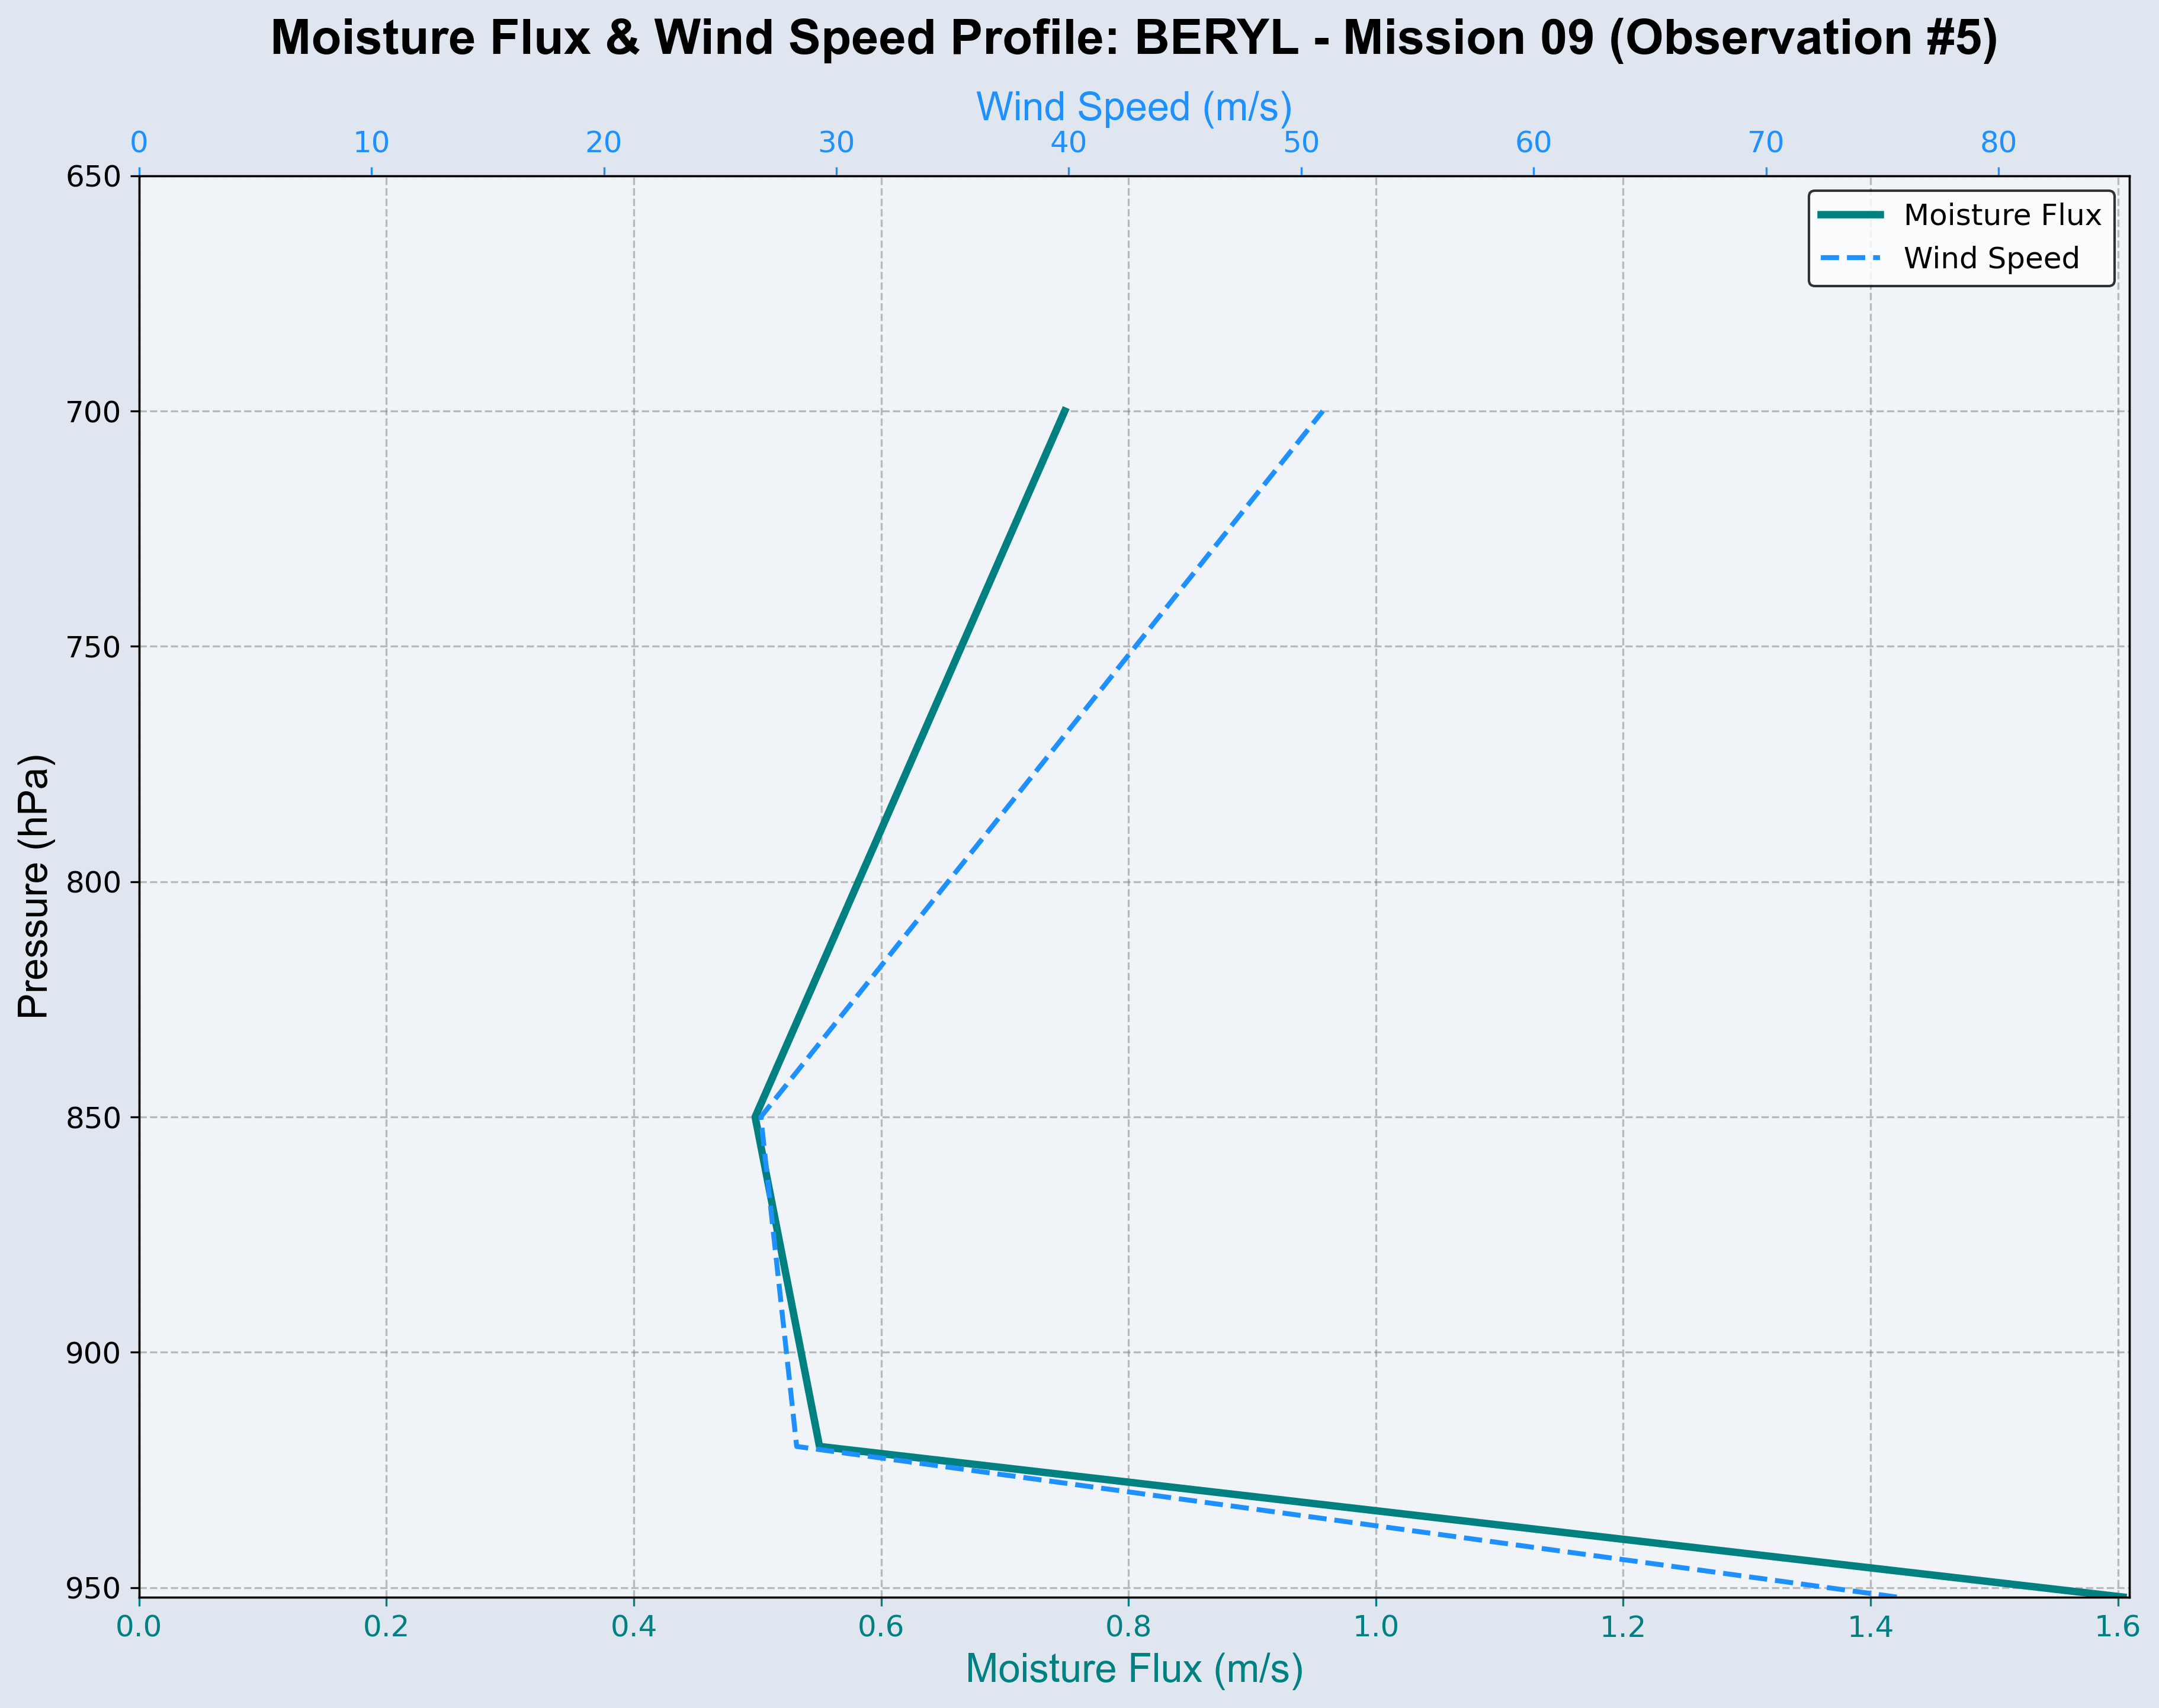 Moisture Flux & Wind Speed Profile: BERYL - Mission 09 (Observation #5)
Wind Speed (m/s)
0 10 20 30 40 50 60 70 80
Moisture Flux
Wind Speed
Pressure (hPa)
650
700
750
800
850
900
950
0.0 0.2 0.4 0.6 0.8 1.0 1.2 1.4 1.6
Moisture Flux (m/s)